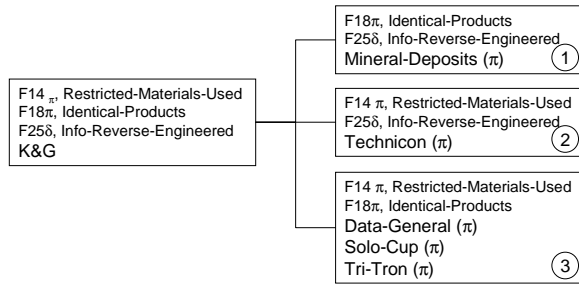 F14 π, Restricted-Materials-Used
F18π, Identical-Products
F25δ, Info-Reverse-Engineered
K&G
F18π, Identical-Products
F25δ, Info-Reverse-Engineered
Mineral-Deposits (π)
1
F14 π, Restricted-Materials-Used
F25δ, Info-Reverse-Engineered
Technicon (π)
2
F14 π, Restricted-Materials-Used
F18π, Identical-Products
Data-General (π)
Solo-Cup (π)
Tri-Tron (π)
3